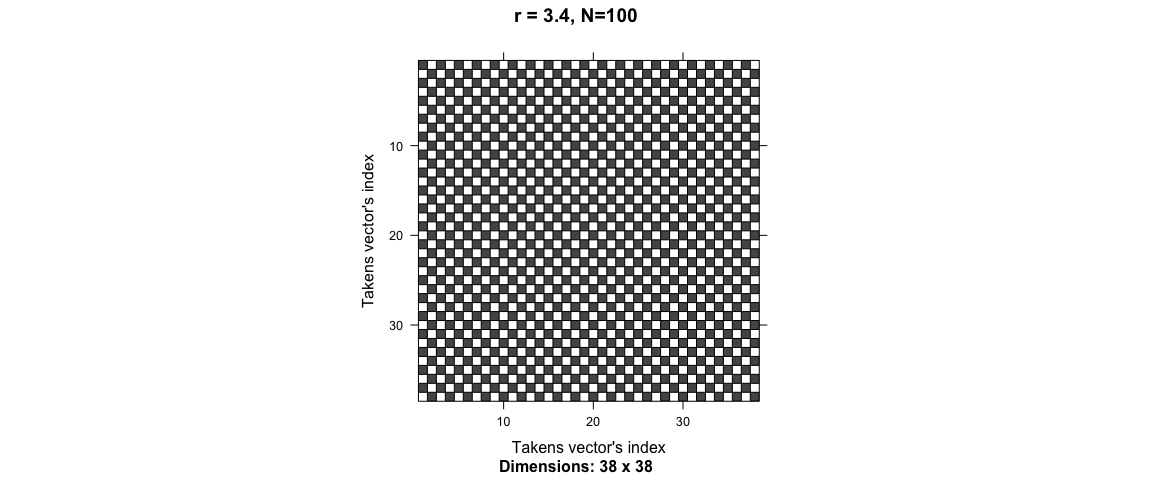 r = 3.4, N=100
Takens vector's index
10
20
30
10
20
30
Takens vector's index
Dimensions: 38 x 38